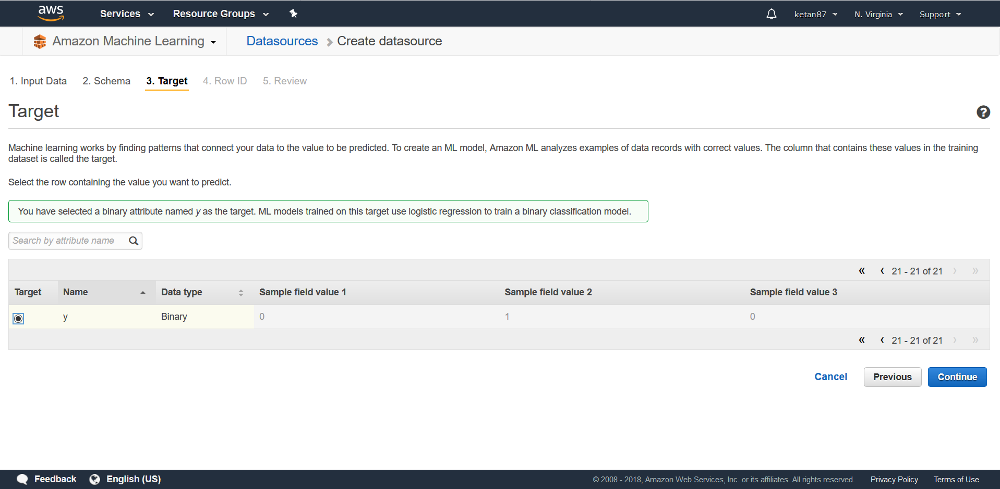 aws Services Resource Groups ketan87 N. Virginia Support
Amazon Machine Learning Datasources Create datasource
1. Input Data 2. Schema 3. Target 4. Row ID 5. Review
Target
Machine learning works by finding patterns that connect your data to the value to be predicted. To create an ML model, Amazon ML analyzes examples of data records with correct values. The column that contains these values in the training
dataset is called the target.
Select the row containing the value you want to predict.
You have selected a binary attribute named y as the target. ML models trained on this target use logistic regression to train a binary classification model.
Search by attribute name
« ‹ 21 - 21 of 21 › »
Target Name Data type Sample field value 1 Sample field value 2 Sample field value 3
y Binary 0 1 0
« ‹ 21 - 21 of 21 › »
Cancel Previous Continue
Feedback English (US) © 2008 - 2018, Amazon Web Services, Inc. or its affiliates. All rights reserved. Privacy Policy Terms of Use